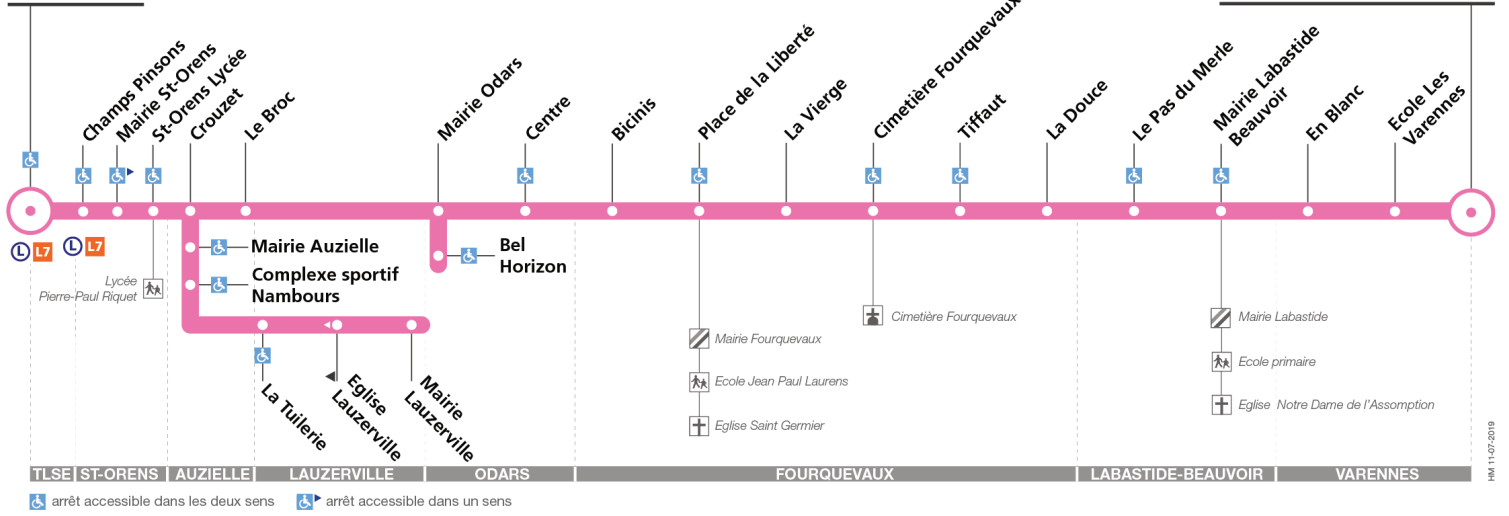 Champs Pinsons
Mairie St-Orens
St-Orens Lycée
Crouzet
Le Broc
Mairie Odars
Centre
Bicinis
Place de la Liberté
La Vierge
Cimetière Fourquevaux
Tiffaut
La Douce
Le Pas du Merle
Mairie Labastide
Beauvoir
En Blanc
Ecole Les
Varennes
L L7
L L7
Lycée
Pierre-Paul Riquet
Mairie Auzielle
Complexe sportif
Nambours
Bel
Horizon
La Tuilerie
Eglise
Lauzerville
Mairie
Lauzerville
Mairie Fourquevaux
Ecole Jean Paul Laurens
Eglise Saint Germier
Cimetière Fourquevaux
Mairie Labastide
Ecole primaire
Eglise Notre Dame de l'Assomption
HM 11-07-2019
TLSE ST-ORENS AUZIELLE LAUZERVILLE ODARS FOURQUEVAUX LABASTIDE-BEAUVOIR VARENNES
arrêt accessible dans les deux sens
arrêt accessible dans un sens